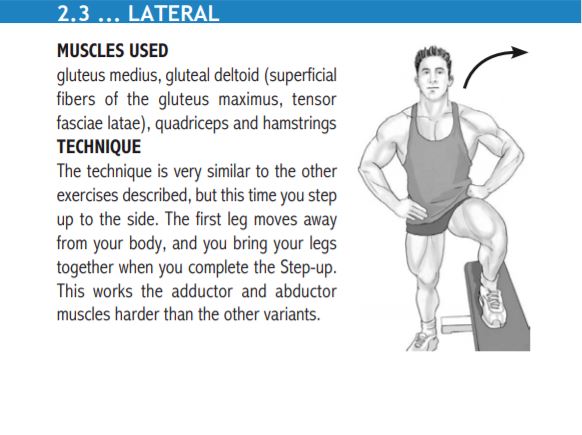 2.3 ... LATERAL
MUSCLES USED
gluteus medius, gluteal deltoid (superficial
fibers of the gluteus maximus, tensor
fasciae latae), quadriceps and hamstrings
TECHNIQUE
The technique is very similar to the other
exercises described, but this time you step
up to the side. The first leg moves away
from your body, and you bring your legs
together when you complete the Step-up.
This works the adductor and abductor
muscles harder than the other variants.